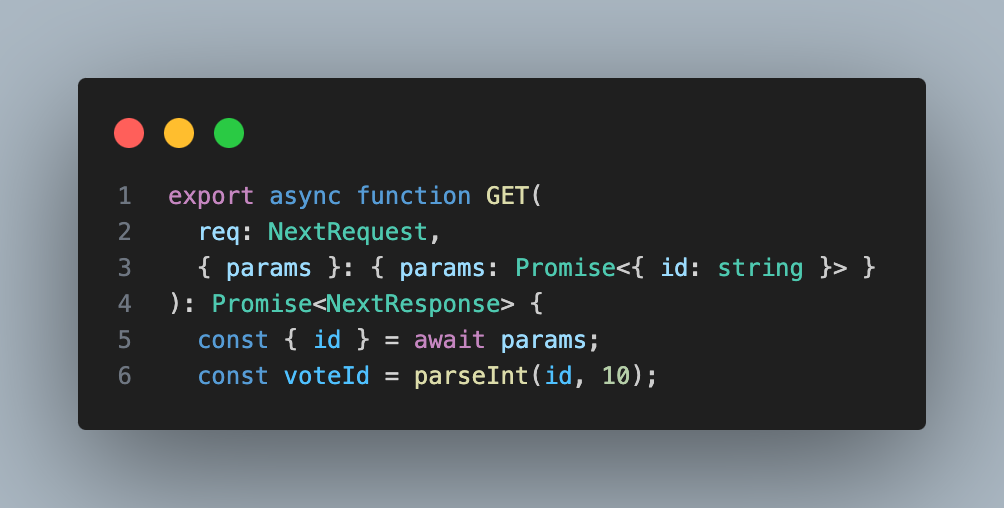 1 export async function GET(
2 req: NextRequest,
3 { params }: { params: Promise<{ id: string }> }
4 ): Promise<NextResponse> {
5 const { id } = await params;
6 const voteId = parseInt(id, 10);